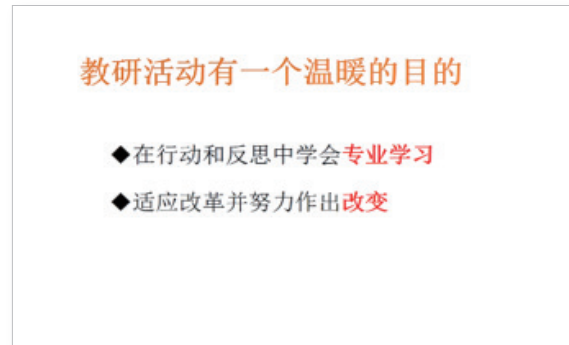 教研活动有一个温暖的目的
◆在行动和反思中学会专业学习
◆适应改革并努力作出改变